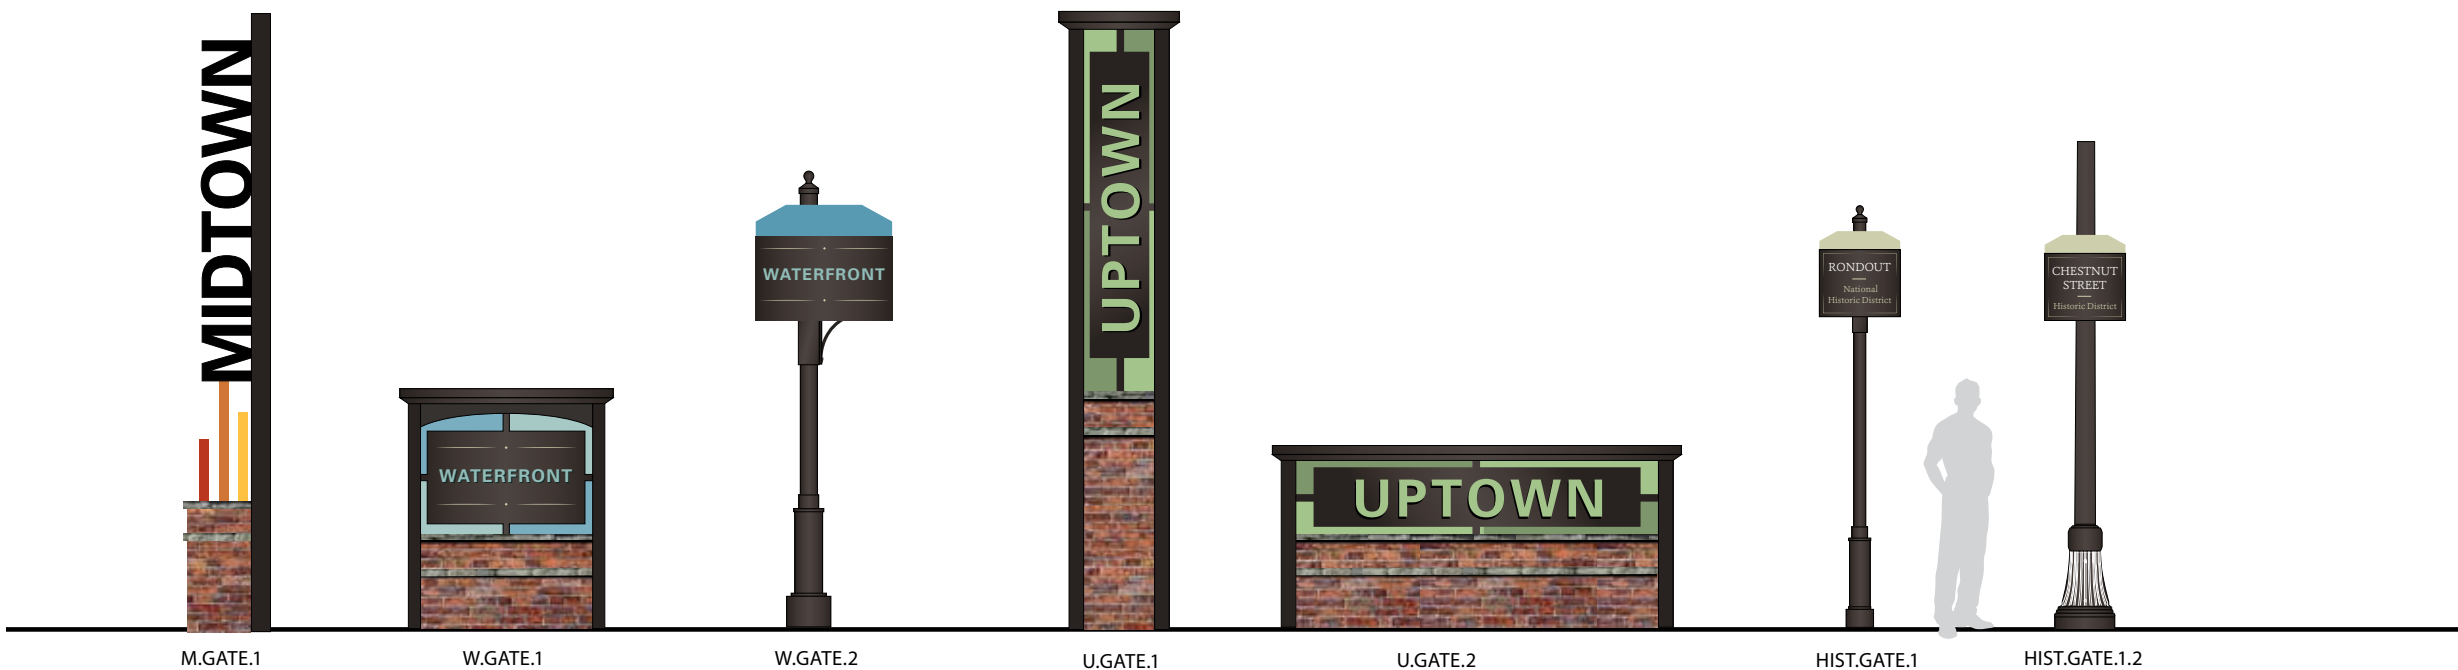 MIDTOWN
WATERFRONT
WATERFRONT
UPTOWN
UPTOWN
RONDOUT
National
Historic District
CHESTNUT
STREET
Historic District
M.GATE.1
W.GATE.1
W.GATE.2
U.GATE.1
U.GATE.2
HIST.GATE.1
HIST.GATE.1.2